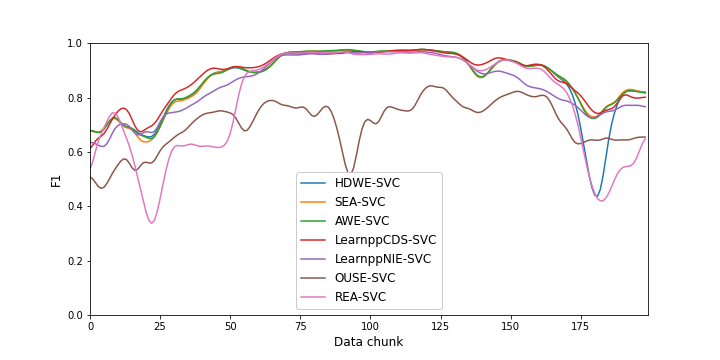 1.0
0.8
0.6
0.4
0.2
0.0
F1
0 25 50 75 100 125 150 175
Data chunk
HDWE-SVC
SEA-SVC
AWE-SVC
LearnppCDS-SVC
LearnppNIE-SVC
OUSE-SVC
REA-SVC